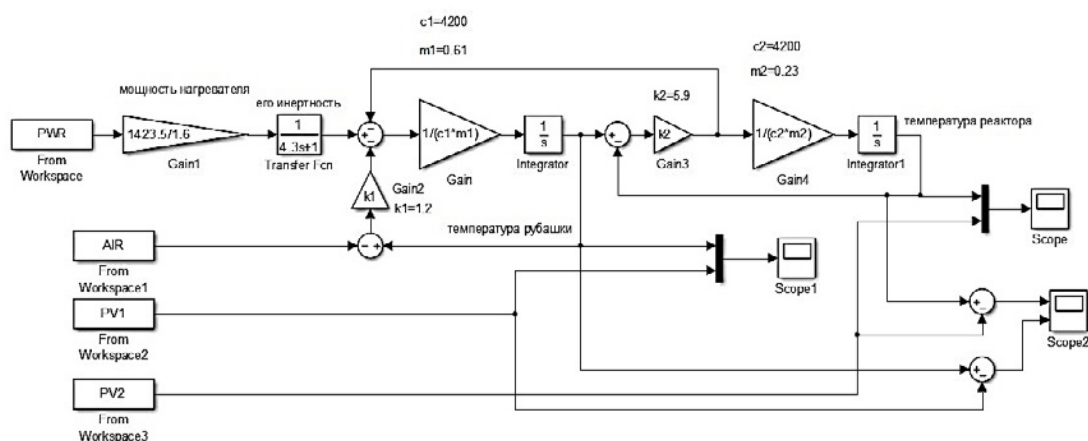 c1=4200
m1=0.61
c2=4200
m2=0.23
мощность нагревателя
его инертность
k2=5.9
температура реактора
PWR
From
Workspace
1423.5/1.6
Gain1
1
4.3s+1
Transfer Fcn
1/(c1*m1)
Gain
1
s
Integrator
k2
Gain3
1/(c2*m2)
Gain4
1
s
Integrator1
k1
Gain2
k1=1.2
Scope
температура рубашки
AIR
From
Workspace1
Scope1
PV1
From
Workspace2
Scope2
PV2
From
Workspace3